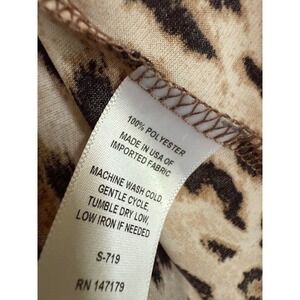 100% POLYESTER
MADE IN USA OF
IMPORTED FABRIC
MACHINE WASH COLD.
GENTLE CYCLE,
TUMBLE DRY LOW,
LOW IRON IF NEEDED
S-719
RN 147179